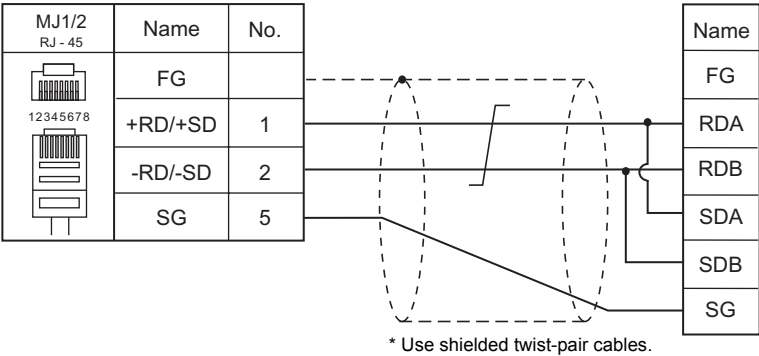 MJ1/2 Name No.
RJ - 45
FG
12345678
+RD/+SD 1
-RD/-SD 2
SG 5
Name
FG
RDA
RDB
SDA
SDB
SG
* Use shielded twist-pair cables.